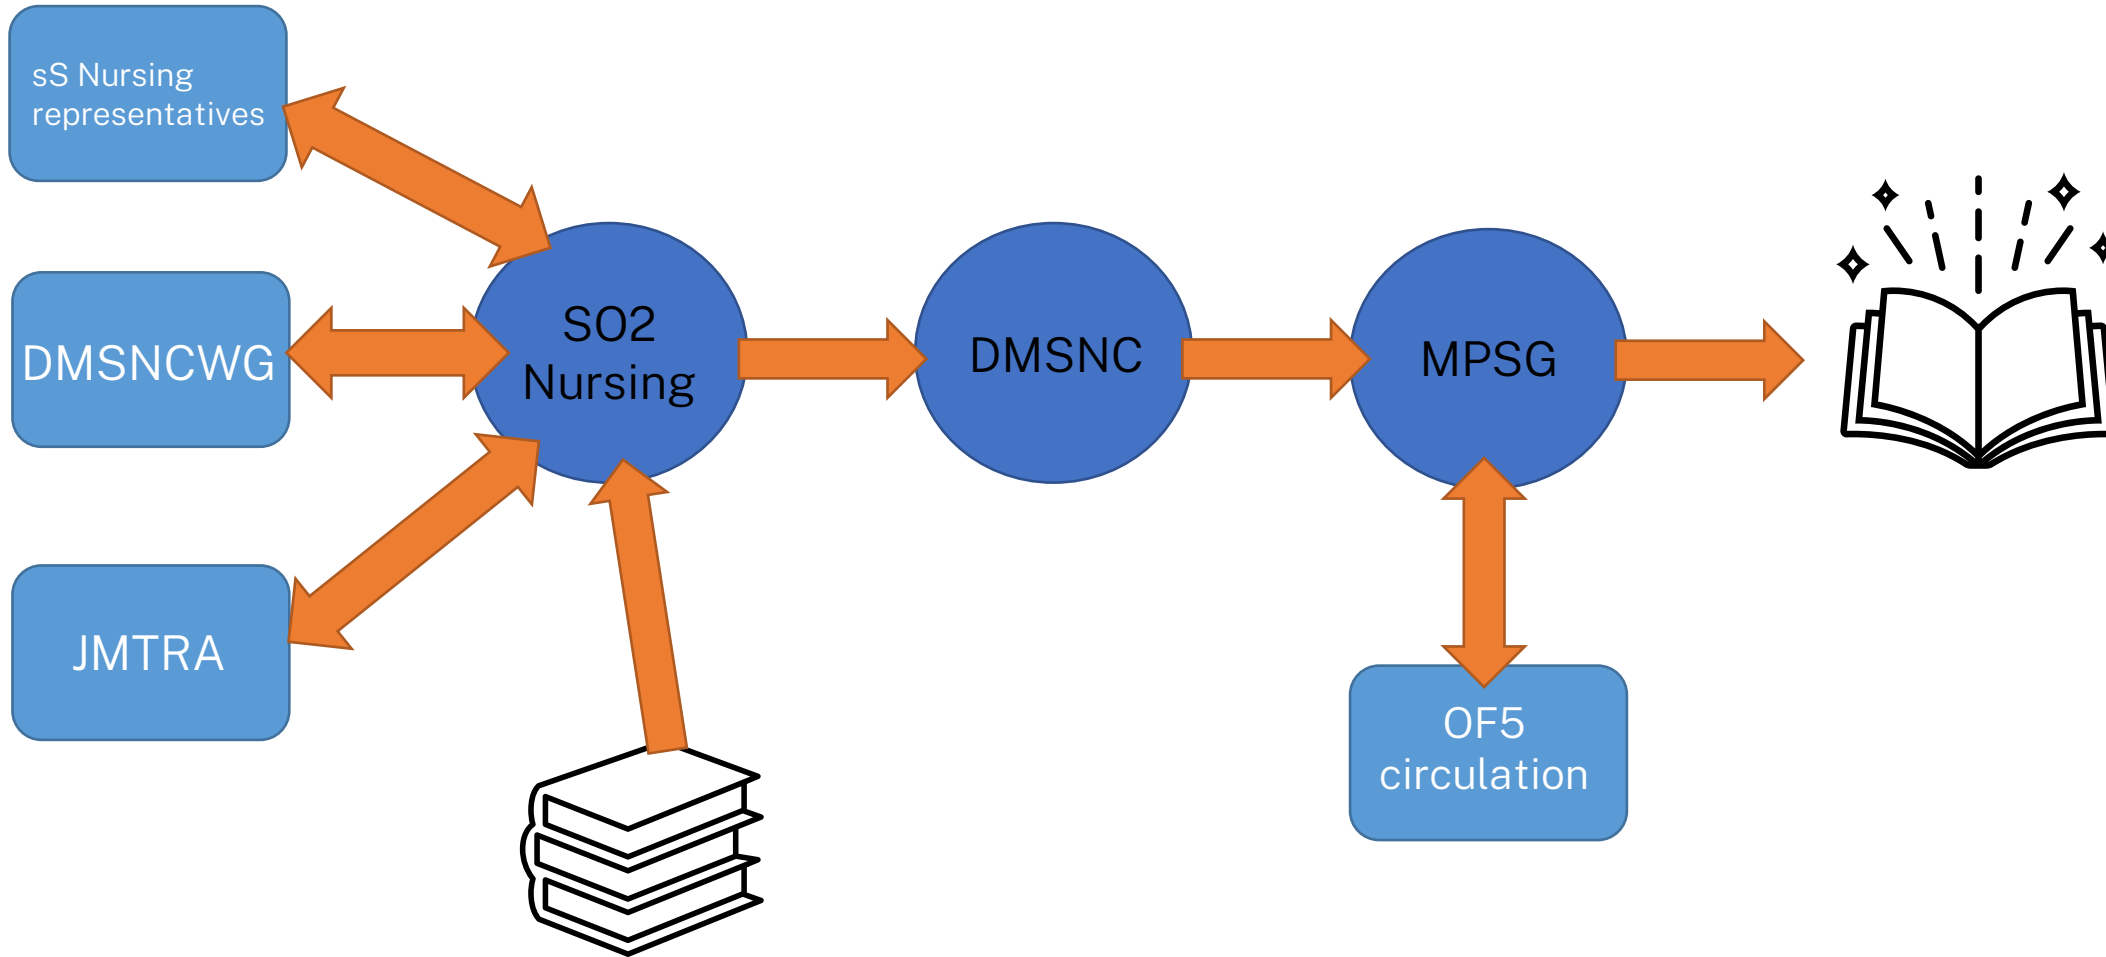 sS Nursing
representatives
DMSNCWG
JMTRA
SO2
Nursing
DMSNC
MPSG
OF5
circulation